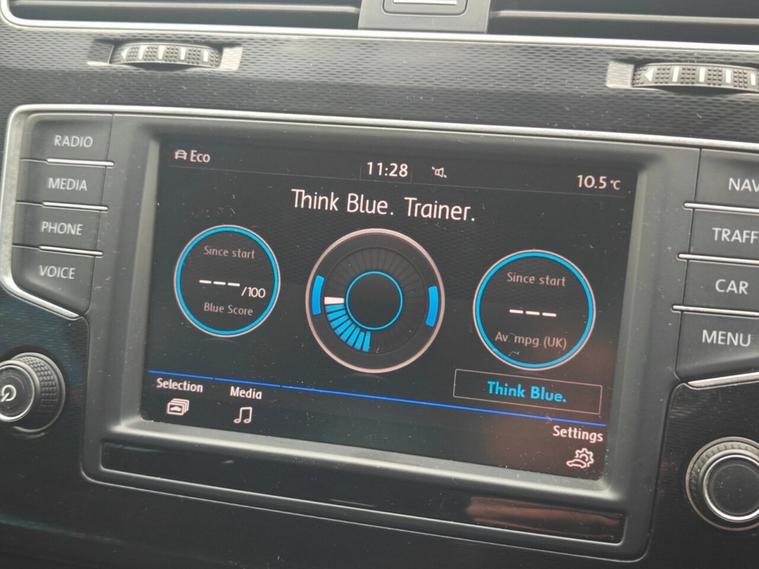 RADIO
MEDIA
PHONE
VOICE
Eco
11:28
10.5 °C
Think Blue. Trainer.
Since start
---/100
Blue Score
Since start
---
Av. mpg (UK)
Think Blue.
Selection
Media
Settings
NAV
TRAFF
CAR
MENU